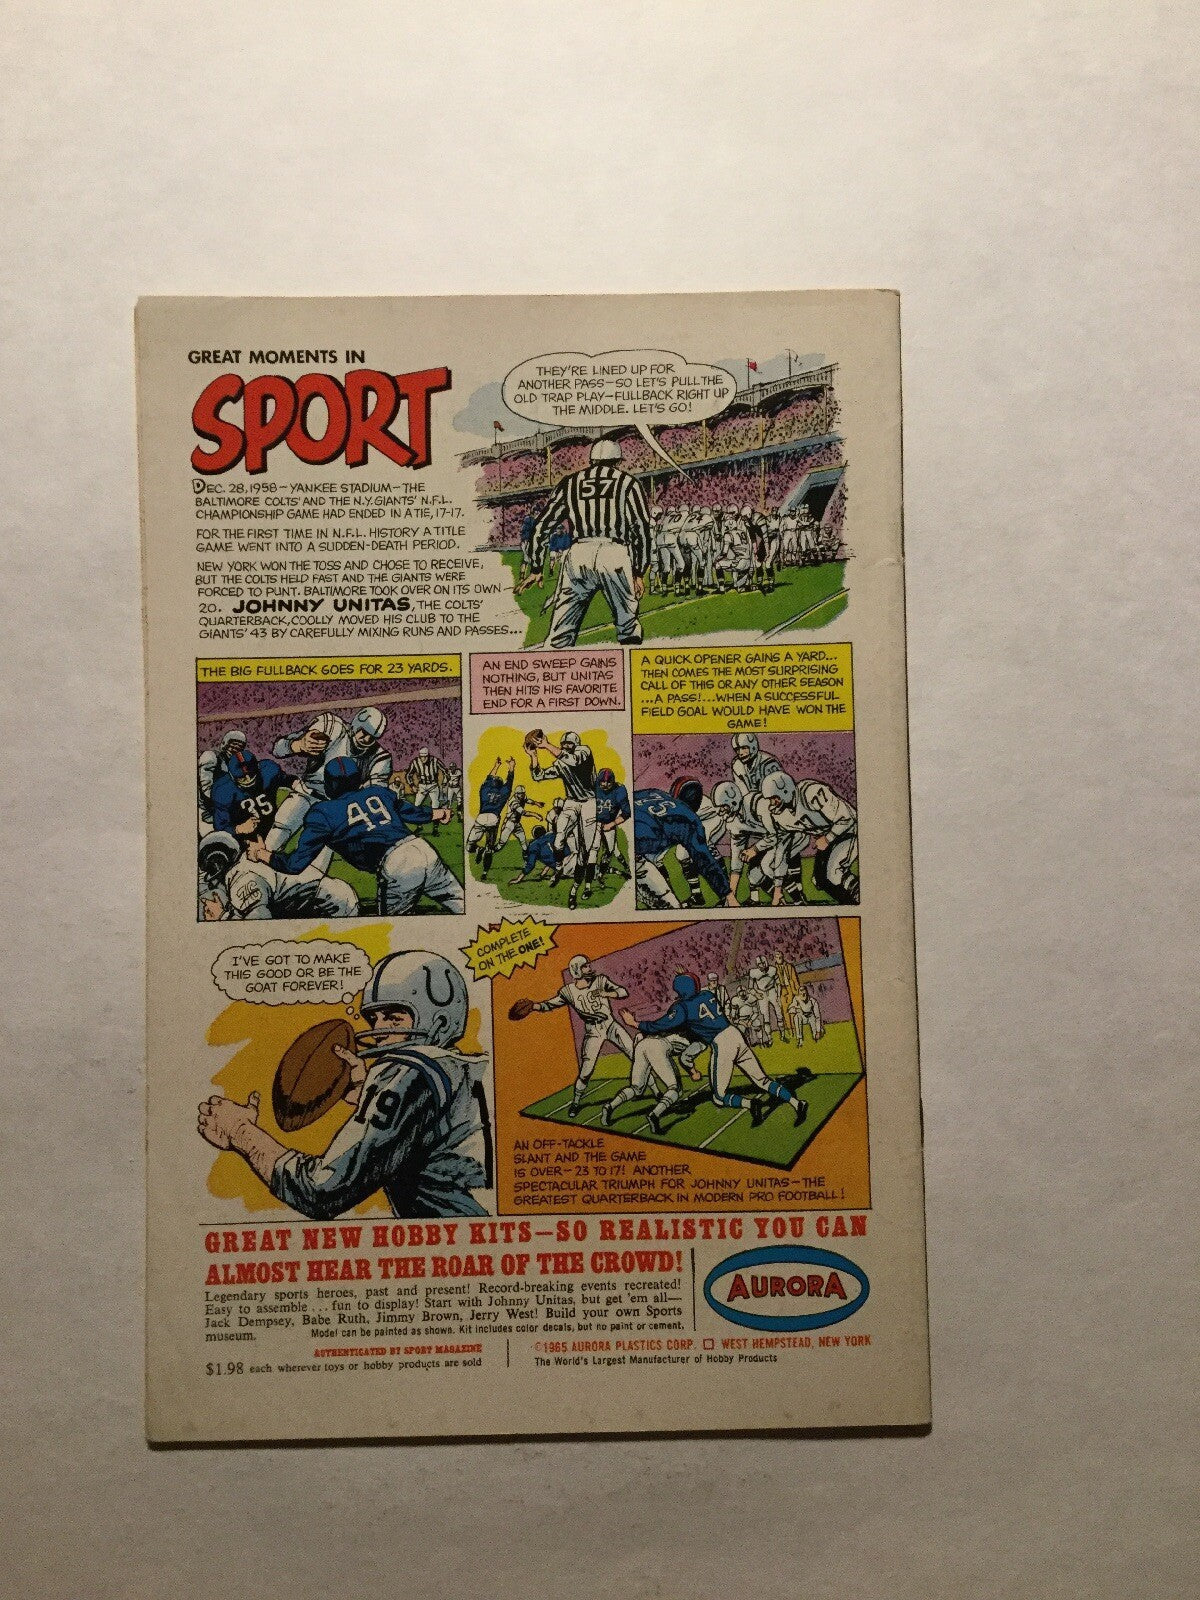 GREAT MOMENTS IN
SPORT
DEC. 28, 1958—YANKEE STADIUM—THE
BALTIMORE COLTS' AND THE N.Y. GIANTS' N.F.L.
CHAMPIONSHIP GAME HAD ENDED IN A TIE, 17-17.
FOR THE FIRST TIME IN N.F.L. HISTORY A TITLE
GAME WENT INTO A SUDDEN-DEATH PERIOD.
NEW YORK WON THE TOSS AND CHOSE TO RECEIVE,
BUT THE COLTS HELD FAST AND THE GIANTS WERE
FORCED TO PUNT. BALTIMORE TOOK OVER ON ITS OWN
20. JOHNNY UNITAS, THE COLTS'
QUARTERBACK, COOLLY MOVED HIS CLUB TO THE
GIANTS' 43 BY CAREFULLY MIXING RUNS AND PASSES...
THEY'RE LINED UP FOR
ANOTHER PASS—SO LET'S PULL THE
OLD TRAP PLAY—FULLBACK RIGHT UP
THE MIDDLE. LET'S GO!
57
70 24
THE BIG FULLBACK GOES FOR 23 YARDS.
35
49
AN END SWEEP GAINS
NOTHING, BUT UNITAS
THEN HITS HIS FAVORITE
END FOR A FIRST DOWN.
34
A QUICK OPENER GAINS A YARD...
THEN COMES THE MOST SURPRISING
CALL OF THIS OR ANY OTHER SEASON
...A PASS!...WHEN A SUCCESSFUL
FIELD GOAL WOULD HAVE WON THE
GAME!
75
77
I'VE GOT TO MAKE
THIS GOOD OR BE THE
GOAT FOREVER!
19
COMPLETE
ON THE ONE!
19
47
AN OFF-TACKLE
SLANT AND THE GAME
IS OVER—23 TO 17! ANOTHER
SPECTACULAR TRIUMPH FOR JOHNNY UNITAS—THE
GREATEST QUARTERBACK IN MODERN PRO FOOTBALL!
GREAT NEW HOBBY KITS—SO REALISTIC YOU CAN
ALMOST HEAR THE ROAR OF THE CROWD!
Legendary sports heroes, past and present! Record-breaking events recreated!
Easy to assemble ... fun to display! Start with Johnny Unitas, but get 'em all—
Jack Dempsey, Babe Ruth, Jimmy Brown, Jerry West! Build your own Sports
museum. Model can be painted as shown. Kit includes color decals, but no paint or cement.
AUTHENTICATED BY SPORT MAGAZINE
$1.98 each wherever toys or hobby products are sold
AURORA
©1965 AURORA PLASTICS CORP. □ WEST HEMPSTEAD, NEW YORK
The World's Largest Manufacturer of Hobby Products